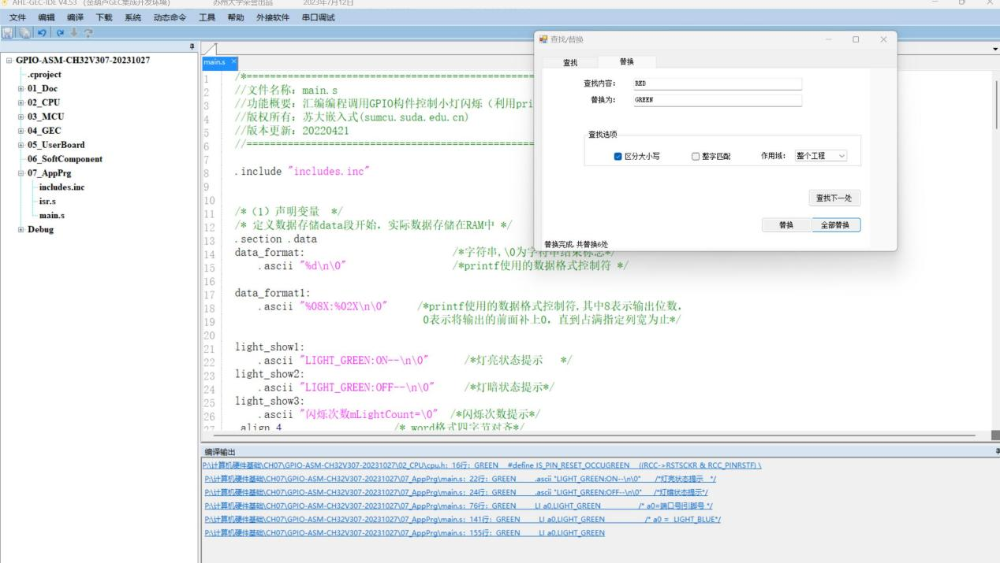 AHL-GEC-IDE V4.53 (金葫芦GEC集成开发环境) 苏州大学荣誉出品 2023年7月12日
文件 编辑 编译 下载 系统 动态命令 工具 帮助 外接软件 串口调试
GPIO-ASM-CH32V307-20231027
.cproject
01_Doc
02_CPU
03_MCU
04_GEC
05_UserBoard
06_SoftComponent
07_AppPrg
includes.inc
isr.s
main.s
Debug
main.s ×
1 /*================================================
2 //文件名称：main.s
3 //功能概要：汇编编程调用GPIO构件控制小灯闪烁（利用pri
4 //版权所有：苏大嵌入式(sumcu.suda.edu.cn)
5 //版本更新：20220421
6 //================================================
7
8 .include "includes.inc"
9
10
11 /*（1）声明变量 */
12 /* 定义数据存储data段开始，实际数据存储在RAM中 */
13 .section .data
14 data_format: /*字符串,\0为字符串结束标志*/
15 .ascii "%d\n\0" /*printf使用的数据格式控制符 */
16
17 data_format1:
18 .ascii "%08X:%02X\n\0" /*printf使用的数据格式控制符,其中8表示输出位数,
19 0表示将输出的前面补上0，直到占满指定列宽为止*/
20
21 light_show1:
22 .ascii "LIGHT_GREEN:ON--\n\0" /*灯亮状态提示 */
23 light_show2:
24 .ascii "LIGHT_GREEN:OFF--\n\0" /*灯暗状态提示*/
25 light_show3:
26 .ascii "闪烁次数mLightCount=\0" /*闪烁次数提示*/
27 .align 4 /* word格式四字节对齐*/
查找/替换
查找 替换
查找内容： RED
替换为： GREEN
查找选项
区分大小写 整字匹配 作用域： 整个工程
查找下一处
替换 全部替换
替换完成, 共替换6处
编译输出
P:\计算机硬件基础\CH07\GPIO-ASM-CH32V307-20231027\02_CPU\cpu.h：16行：GREEN #define IS_PIN_RESET_OCCUGREEN ((RCC->RSTSCKR & RCC_PINRSTF) \
P:\计算机硬件基础\CH07\GPIO-ASM-CH32V307-20231027\07_AppPrg\main.s：22行：GREEN .ascii "LIGHT_GREEN:ON--\n\0" /*灯亮状态提示 */
P:\计算机硬件基础\CH07\GPIO-ASM-CH32V307-20231027\07_AppPrg\main.s：24行：GREEN .ascii "LIGHT_GREEN:OFF--\n\0" /*灯暗状态提示*/
P:\计算机硬件基础\CH07\GPIO-ASM-CH32V307-20231027\07_AppPrg\main.s：76行：GREEN LI a0,LIGHT_GREEN /* a0=端口号|引脚号 */
P:\计算机硬件基础\CH07\GPIO-ASM-CH32V307-20231027\07_AppPrg\main.s：141行：GREEN LI a0,LIGHT_GREEN /* a0 = LIGHT_BLUE*/
P:\计算机硬件基础\CH07\GPIO-ASM-CH32V307-20231027\07_AppPrg\main.s：155行：GREEN LI a0,LIGHT_GREEN